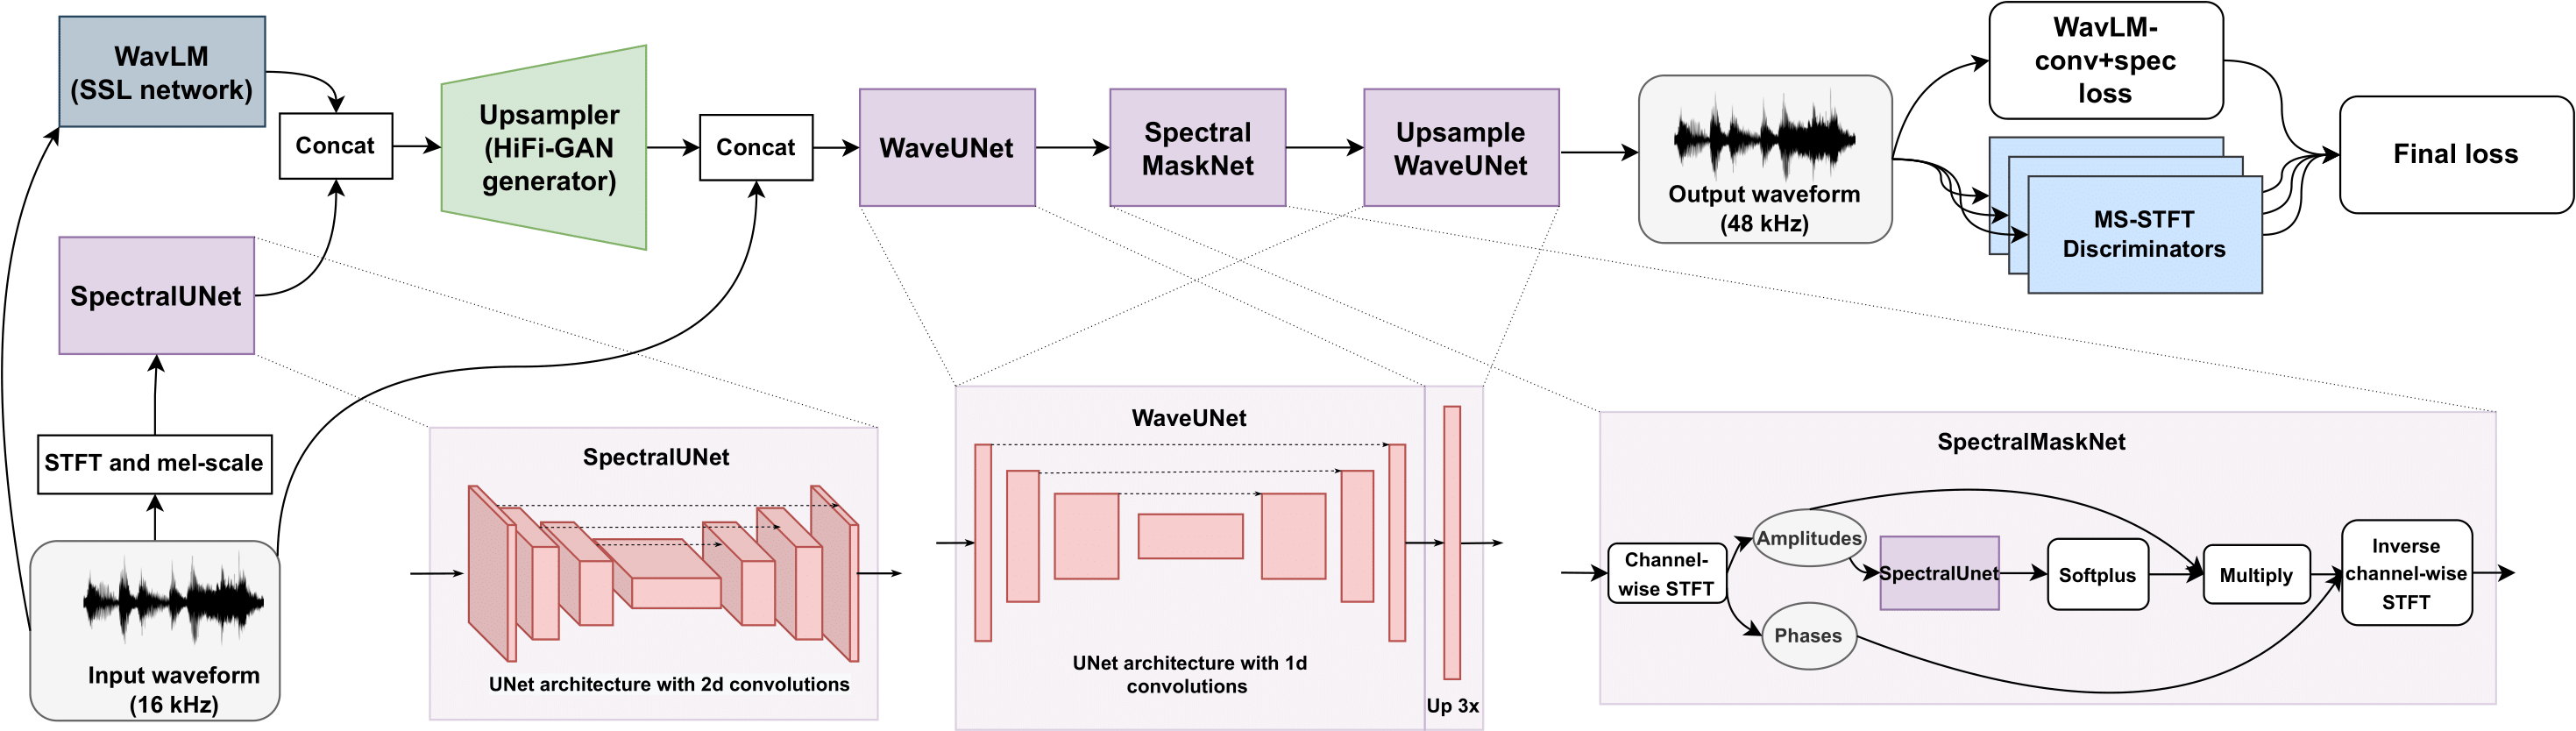 WavLM
(SSL network)
Concat
Upsampler
(HiFi-GAN
generator)
Concat
WaveUNet
Spectral
MaskNet
Upsample
WaveUNet
Output waveform
(48 kHz)
WavLM-
conv+spec
loss
MS-STFT
Discriminators
Final loss
SpectralUNet
STFT and mel-scale
Input waveform
(16 kHz)
SpectralUNet
UNet architecture with 2d convolutions
WaveUNet
UNet architecture with 1d
convolutions
Up 3x
SpectralMaskNet
Channel-
wise STFT
Amplitudes
Phases
SpectralUnet
Softplus
Multiply
Inverse
channel-wise
STFT